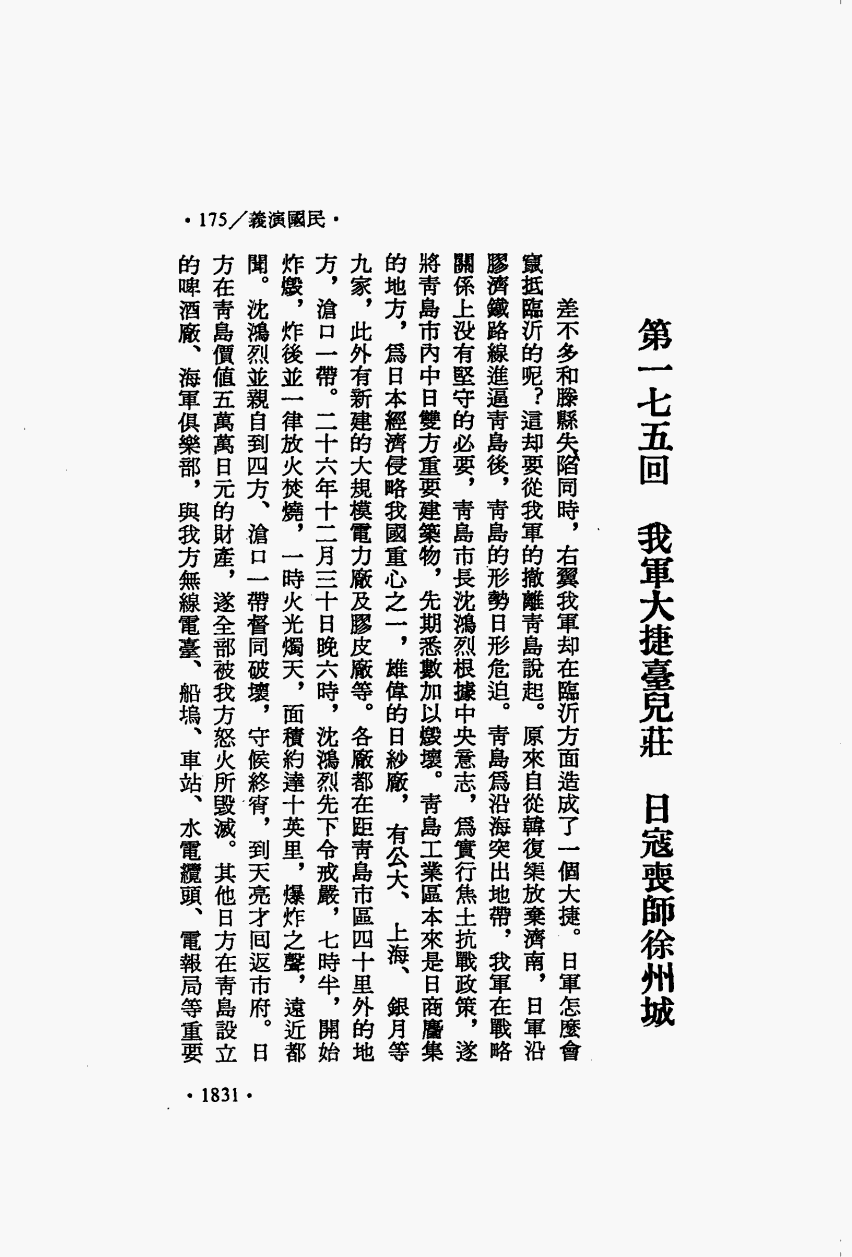 •175／義演國民•
第一七五回　我軍大捷臺兒莊　日寇喪師徐州城
差不多和滕縣失陷同時，右翼我軍却在臨沂方面造成了一個大捷。日軍怎麼會
竄抵臨沂的呢？這却要從我軍的撤離青島說起。原來自從韓復榘放棄濟南，日軍沿
膠濟鐵路線進逼青島後，青島的形勢日形危迫。青島爲沿海突出地帶，我軍在戰略
關係上没有堅守的必要，青島市長沈鴻烈根據中央意志，爲實行焦土抗戰政策，遂
將青島市內中日雙方重要建築物，先期悉數加以燬壞。青島工業區本來是日商麕集
的地方，爲日本經濟侵略我國重心之一，雄偉的日紗廠，有公大、上海、銀月等
九家，此外有新建的大規模電力廠及膠皮廠等。各廠都在距青島市區四十里外的地
方，滄口一帶。二十六年十二月三十日晚六時，沈鴻烈先下令戒嚴，七時半，開始
炸燬，炸後並一律放火焚燒，一時火光燭天，面積約達十英里，爆炸之聲，遠近都
聞。沈鴻烈並親自到四方、滄口一帶督同破壞，守候終宵，到天亮才囘返市府。日
方在青島價値五萬萬日元的財產，遂全部被我方怒火所毀滅。其他日方在青島設立
的啤酒廠、海軍俱樂部，與我方無線電臺、船塢、車站、水電纜頭、電報局等重要
•1831•